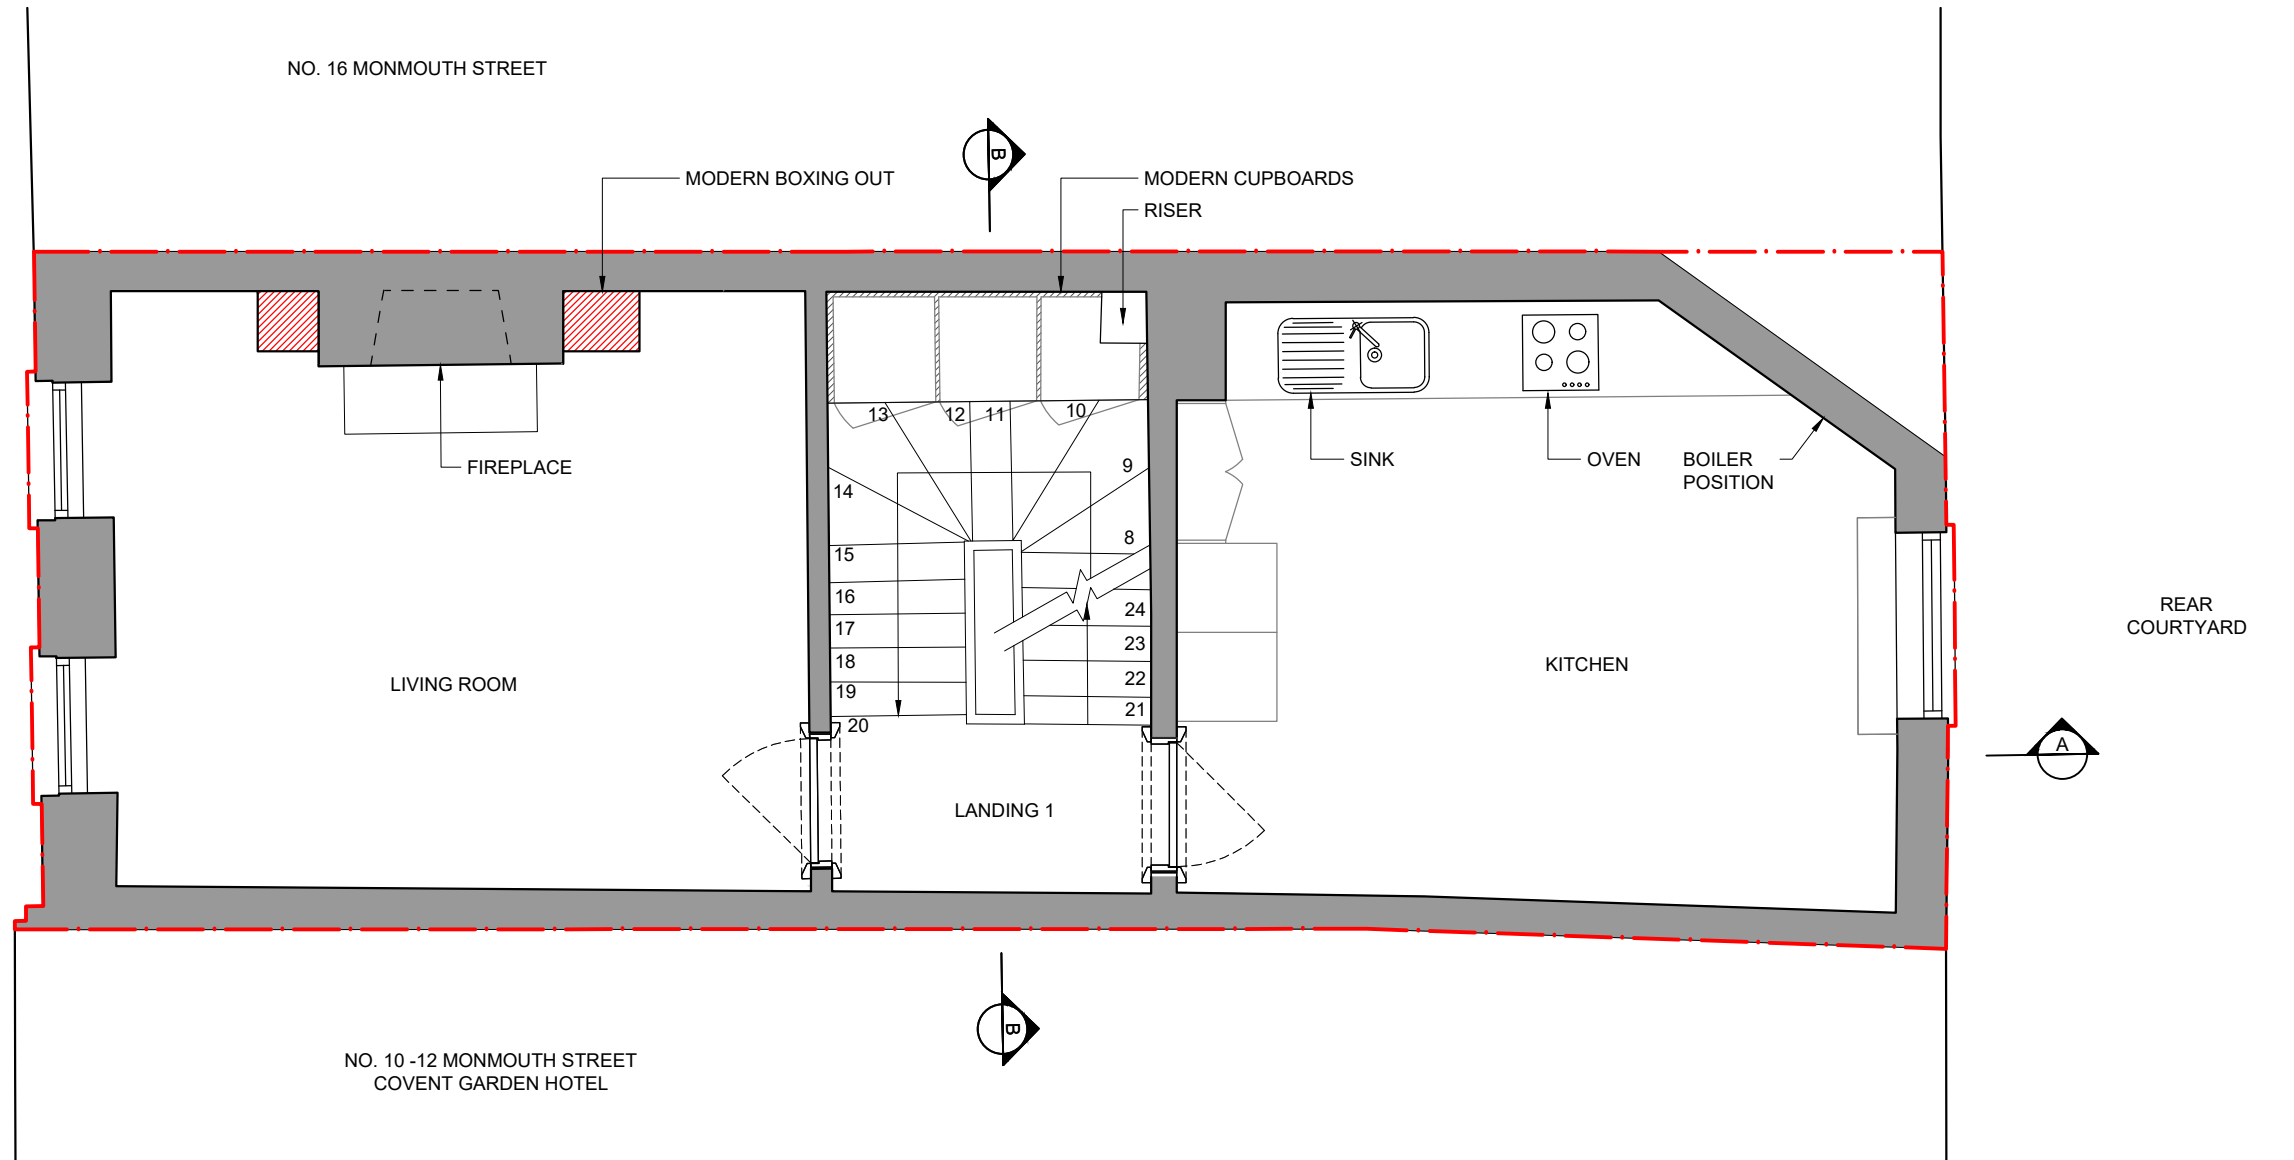 NO. 16 MONMOUTH STREET
B
MODERN BOXING OUT
MODERN CUPBOARDS
RISER
13
12
11
10
FIREPLACE
9
SINK
OVEN
BOILER
POSITION
14
8
15
16
24
17
23
18
22
19
21
20
LIVING ROOM
KITCHEN
REAR
COURTYARD
A
LANDING 1
B
NO. 10 -12 MONMOUTH STREET
COVENT GARDEN HOTEL